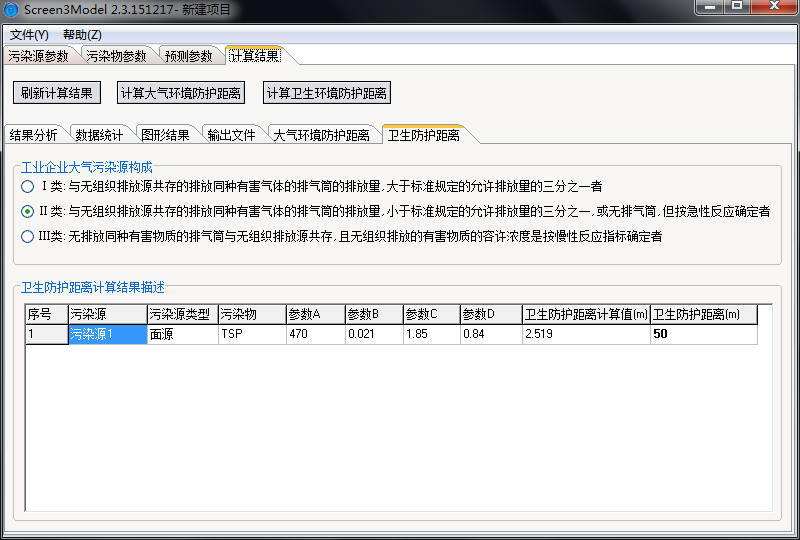 Screen3Model 2.3.151217- 新建项目
文件(Y) 帮助(Z)
污染源参数 污染物参数 预测参数 计算结果
刷新计算结果 计算大气环境防护距离 计算卫生环境防护距离
结果分析 数据统计 图形结果 输出文件 大气环境防护距离 卫生防护距离
工业企业大气污染源构成
I 类: 与无组织排放源共存的排放同种有害气体的排气筒的排放量, 大于标准规定的允许排放量的三分之一者
II 类: 与无组织排放源共存的排放同种有害气体的排气筒的排放量, 小于标准规定的允许排放量的三分之一, 或无排气筒, 但按急性反应确定者
III类: 无排放同种有害物质的排气筒与无组织排放源共存, 且无组织排放的有害物质的容许浓度是按慢性反应指标确定者
卫生防护距离计算结果描述
序号 污染源 污染源类型 污染物 参数A 参数B 参数C 参数D 卫生防护距离计算值(m) 卫生防护距离(m)
1 污染源1 面源 TSP 470 0.021 1.85 0.84 2.519 50